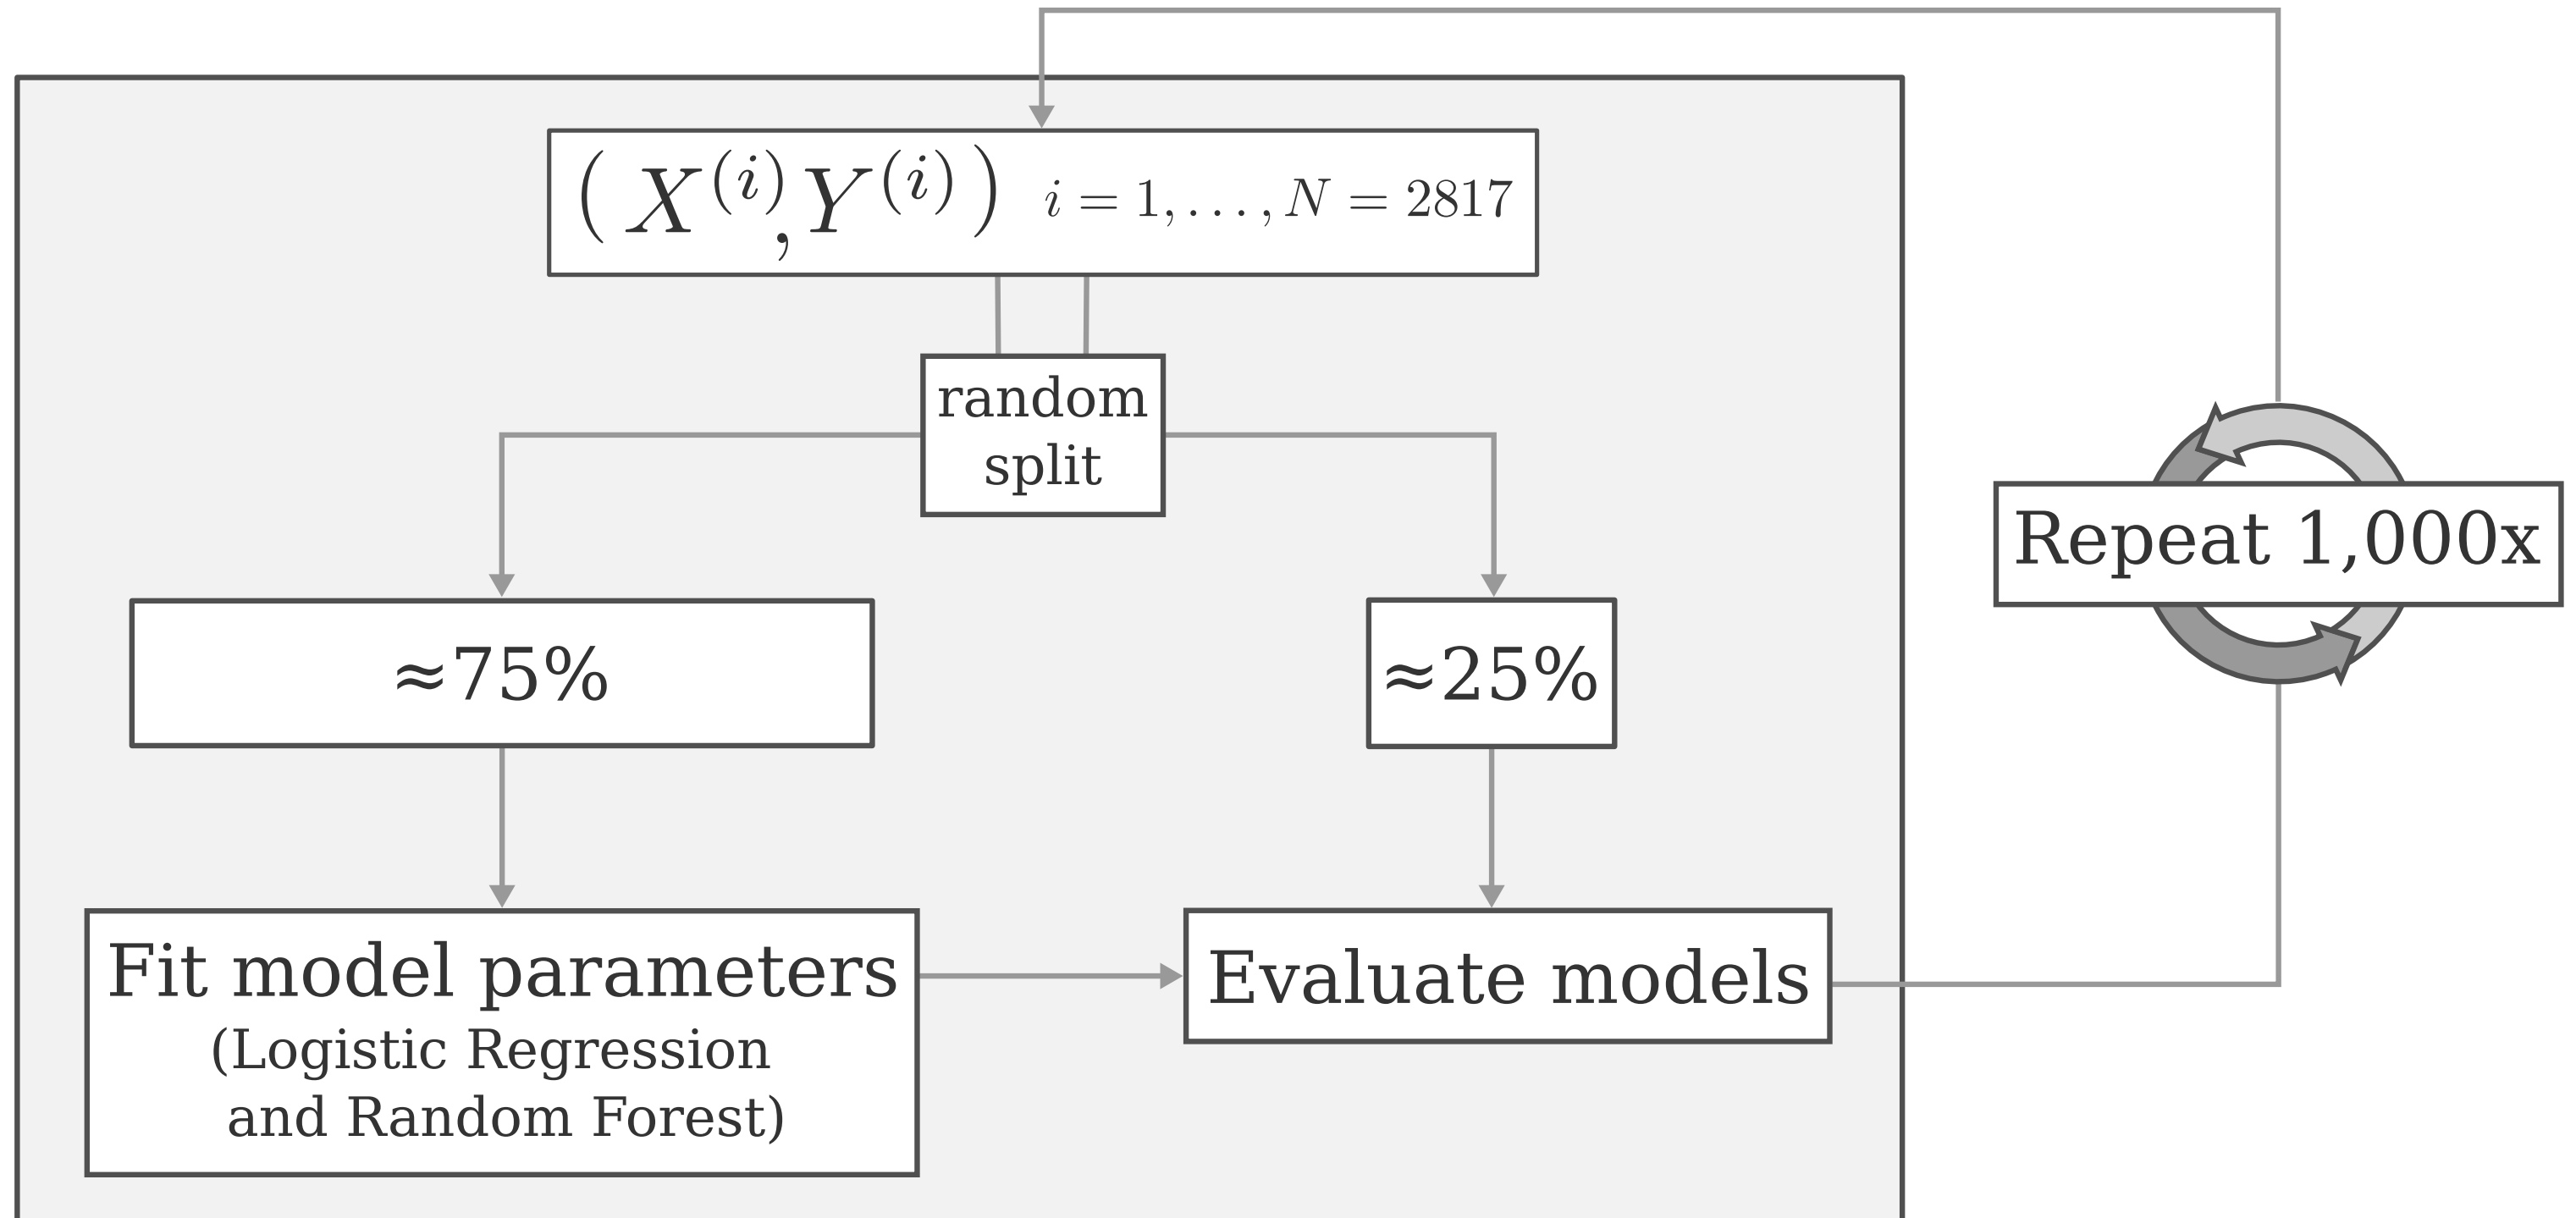 ( X^(i), Y^(i) ) i = 1, . . . , N = 2817
random
split
≈75%
≈25%
Repeat 1,000x
Fit model parameters
(Logistic Regression
and Random Forest)
Evaluate models